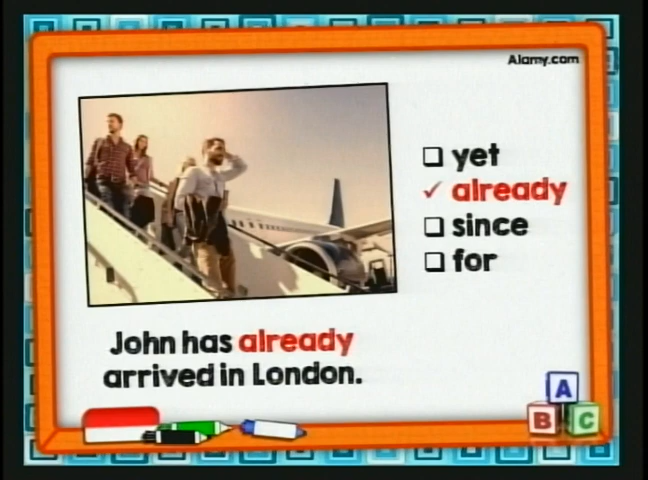 Alamy.com
yet
already
since
for
John has already
arrived in London.
A
B C